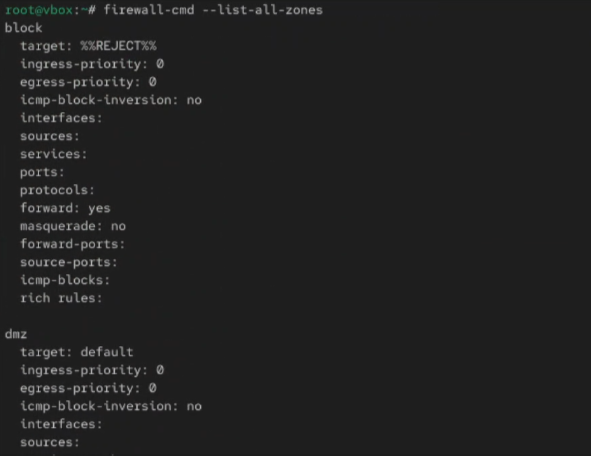 root@vbox:~# firewall-cmd --list-all-zones
block
  target: %%REJECT%%
  ingress-priority: 0
  egress-priority: 0
  icmp-block-inversion: no
  interfaces:
  sources:
  services:
  ports:
  protocols:
  forward: yes
  masquerade: no
  forward-ports:
  source-ports:
  icmp-blocks:
  rich rules:

dmz
  target: default
  ingress-priority: 0
  egress-priority: 0
  icmp-block-inversion: no
  interfaces:
  sources: